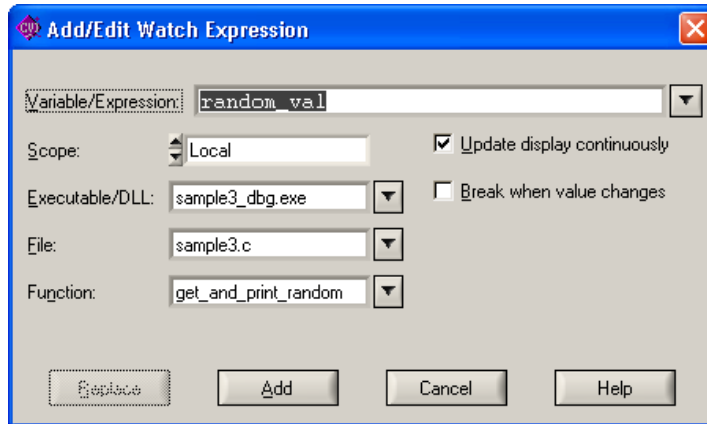 CVI Add/Edit Watch Expression
Variable/Expression: random_val
Scope: Local
Update display continuously
Executable/DLL: sample3_dbg.exe
Break when value changes
File: sample3.c
Function: get_and_print_random
Replace Add Cancel Help